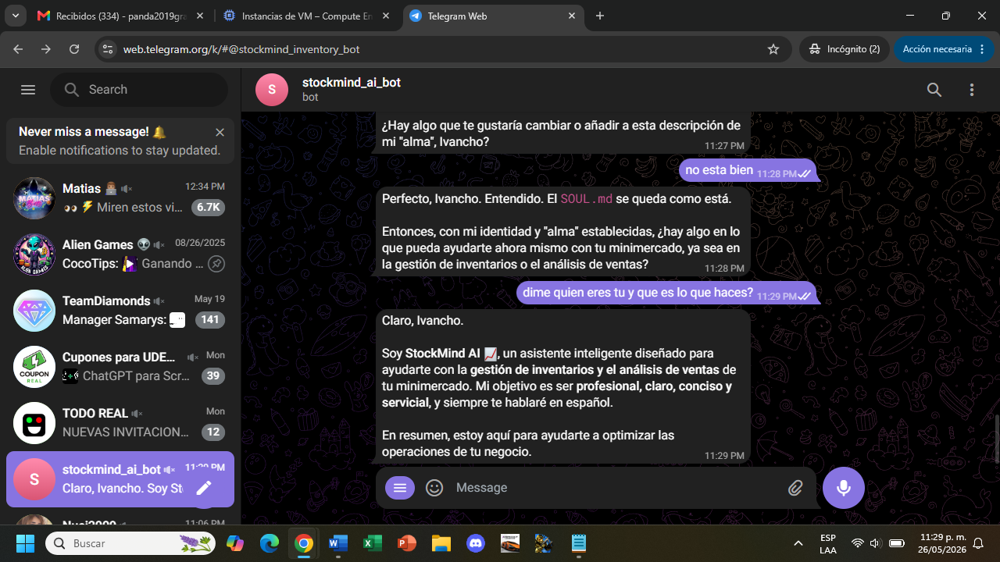 Recibidos (334) - panda2019gra
Instancias de VM – Compute En
Telegram Web
web.telegram.org/k/#@stockmind_inventory_bot
Incógnito (2)
Acción necesaria
Search
Never miss a message! 🔔
Enable notifications to stay updated.
Matias 👨🏽‍💻
12:34 PM
👀 ⚡ Miren estos vi...
6.7K
Alien Games 👽
08/26/2025
CocoTips: Ganando ...
TeamDiamonds
May 19
Manager Samarys:
141
Cupones para UDE...
Mon
ChatGPT para Scr...
39
TODO REAL
Mon
NUEVAS INVITACION...
12
S
stockmind_ai_bot
11:29 PM
Claro, Ivancho. Soy St
11:06 PM
S
stockmind_ai_bot
bot
¿Hay algo que te gustaría cambiar o añadir a esta descripción de
mi "alma", Ivancho?
11:27 PM
no esta bien
11:28 PM
Perfecto, Ivancho. Entendido. El SOUL.md se queda como está.
Entonces, con mi identidad y "alma" establecidas, ¿hay algo en lo
que pueda ayudarte ahora mismo con tu minimercado, ya sea en
la gestión de inventarios o el análisis de ventas?
11:28 PM
dime quien eres tu y que es lo que haces?
11:29 PM
Claro, Ivancho.
Soy StockMind AI 📈, un asistente inteligente diseñado para
ayudarte con la gestión de inventarios y el análisis de ventas de
tu minimercado. Mi objetivo es ser profesional, claro, conciso y
servicial, y siempre te hablaré en español.
En resumen, estoy aquí para ayudarte a optimizar las
operaciones de tu negocio.
11:29 PM
Message
Buscar
ESP
LAA
11:29 p. m.
26/05/2026